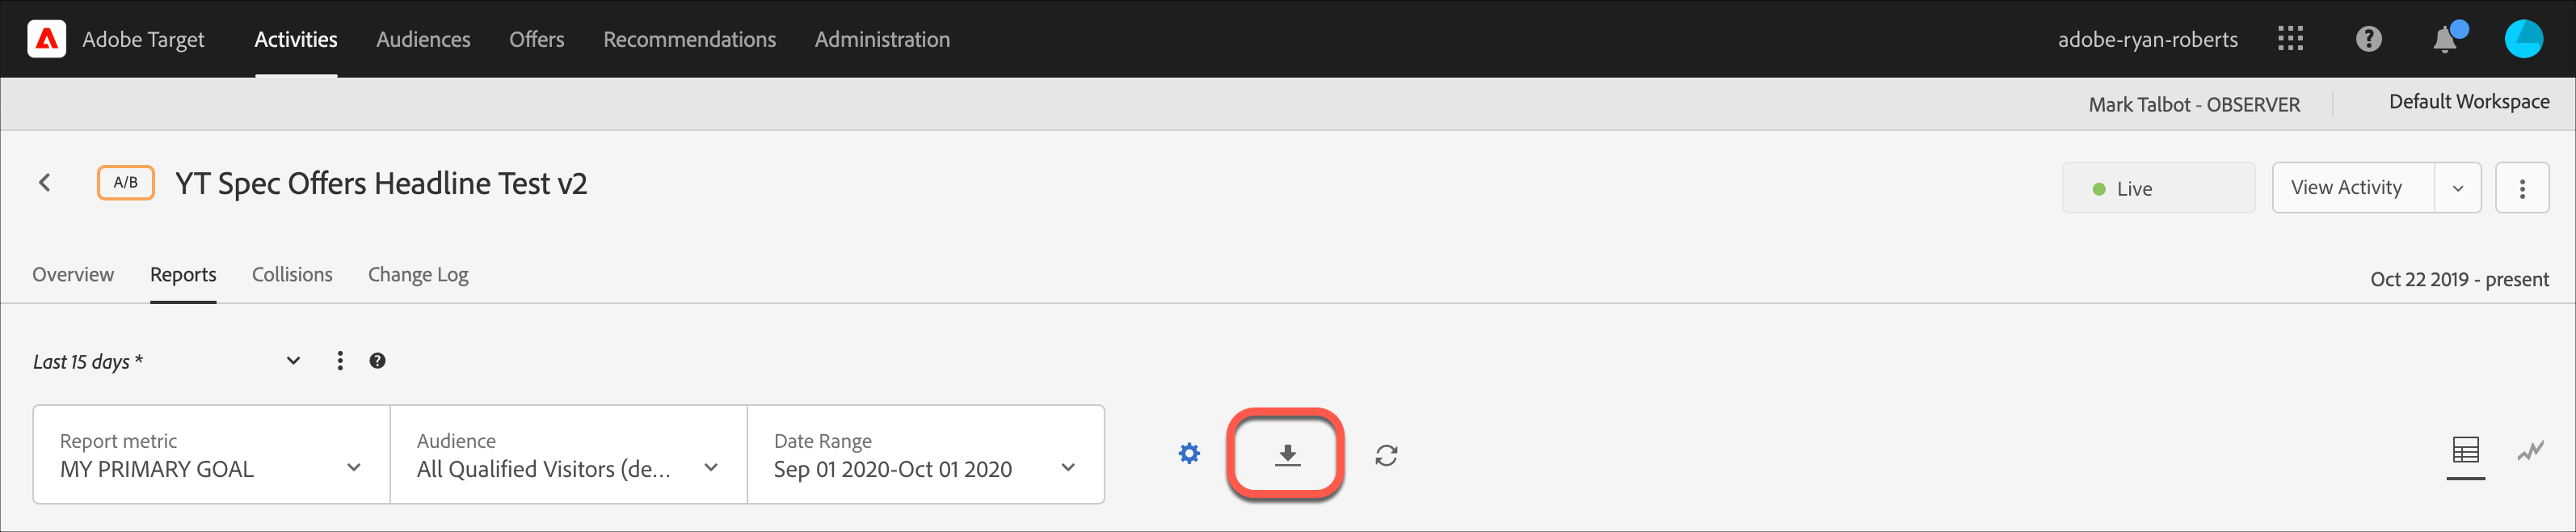 Adobe Target Activities Audiences Offers Recommendations Administration adobe-ryan-roberts
Mark Talbot - OBSERVER Default Workspace
A/B YT Spec Offers Headline Test v2 Live View Activity
Overview Reports Collisions Change Log Oct 22 2019 - present
Last 15 days *
Report metric Audience Date Range
MY PRIMARY GOAL All Qualified Visitors (de... Sep 01 2020-Oct 01 2020